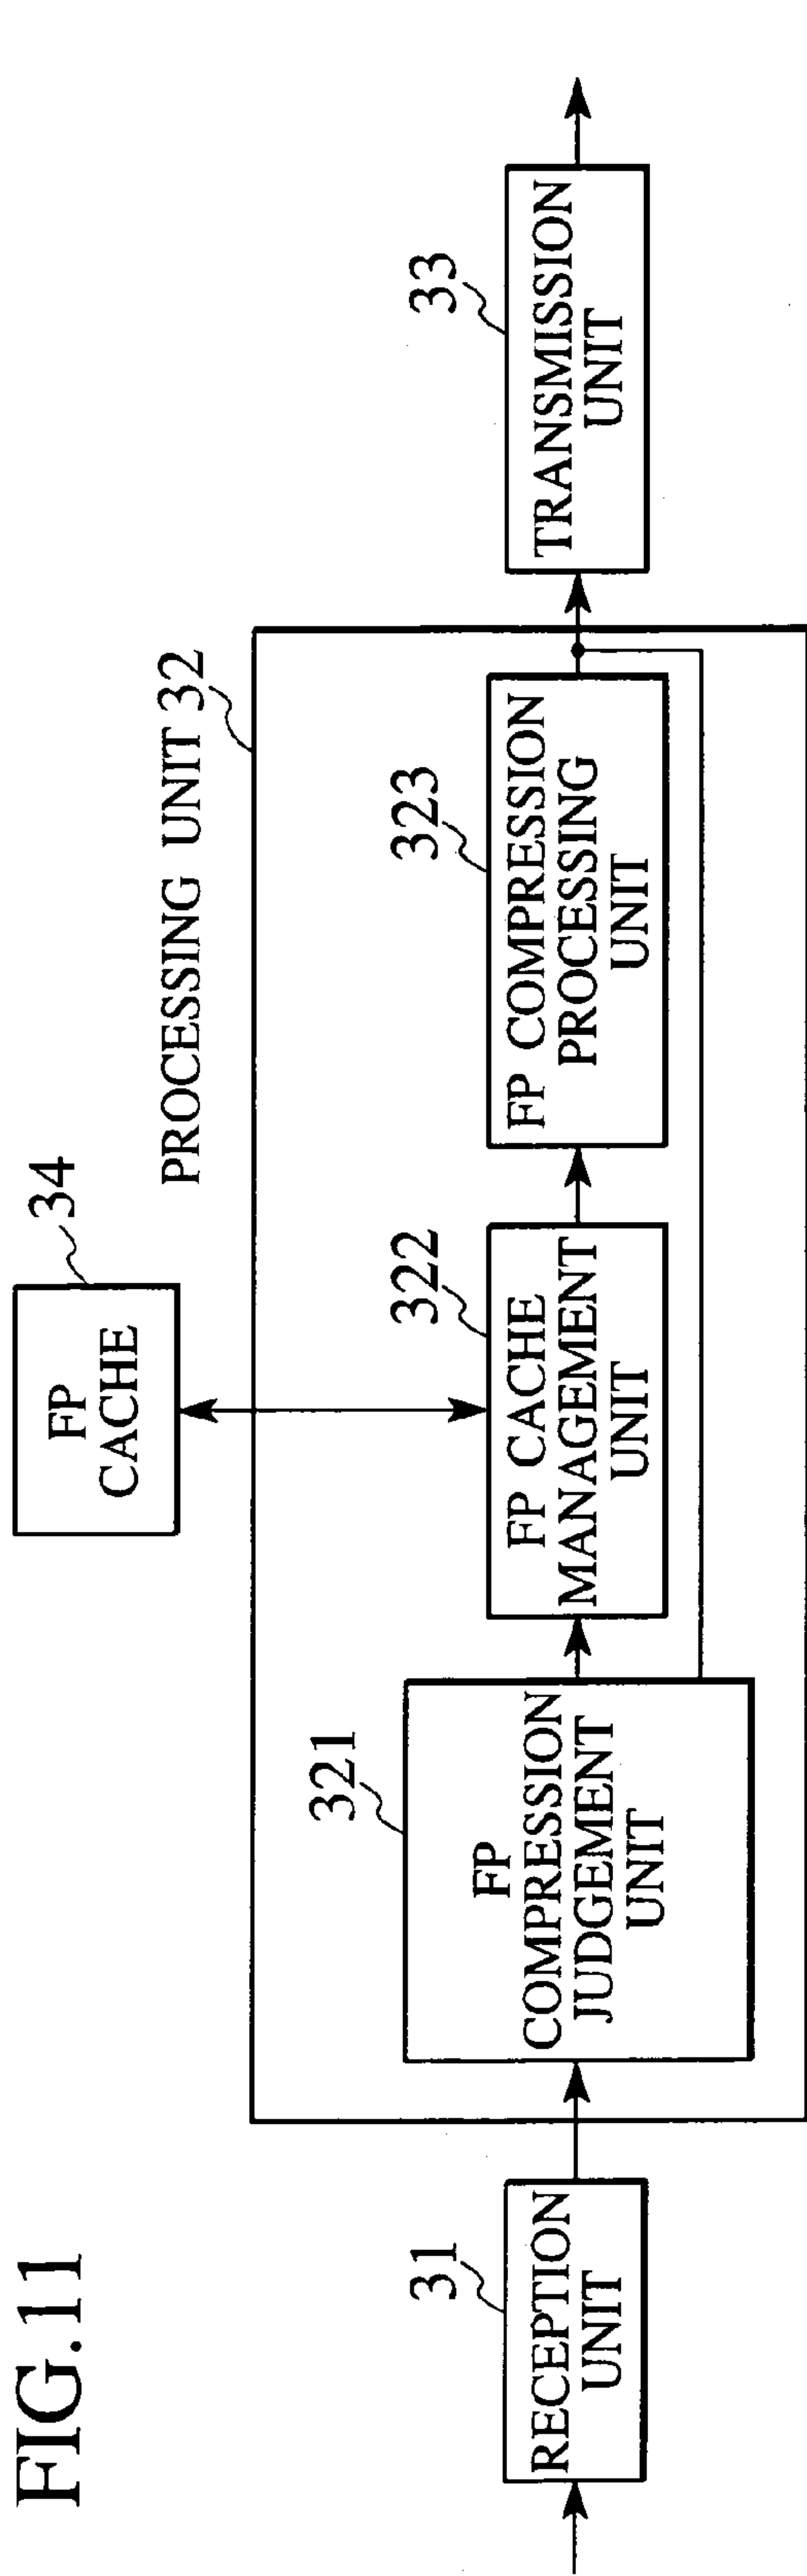 FIG.11
FP
CACHE
34
PROCESSING UNIT 32
31
RECEPTION
UNIT
321
FP
COMPRESSION
JUDGEMENT
UNIT
322
FP CACHE
MANAGEMENT
UNIT
323
FP COMPRESSION
PROCESSING
UNIT
33
TRANSMISSION
UNIT